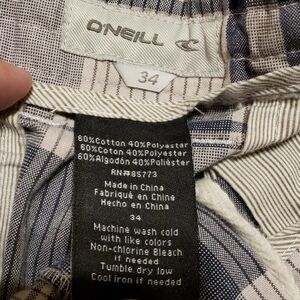 O'NEILL
34
60%Cotton 40%Polyester
60%Cotton 40%Polyester
60%Algodón 40%Poliéster
RN#85773
Made in China
Fabriqué en Chine
Hecho en China
34
Machine wash cold
with like colors
Non-chlorine Bleach
if needed
Tumble dry low
Cool iron if needed